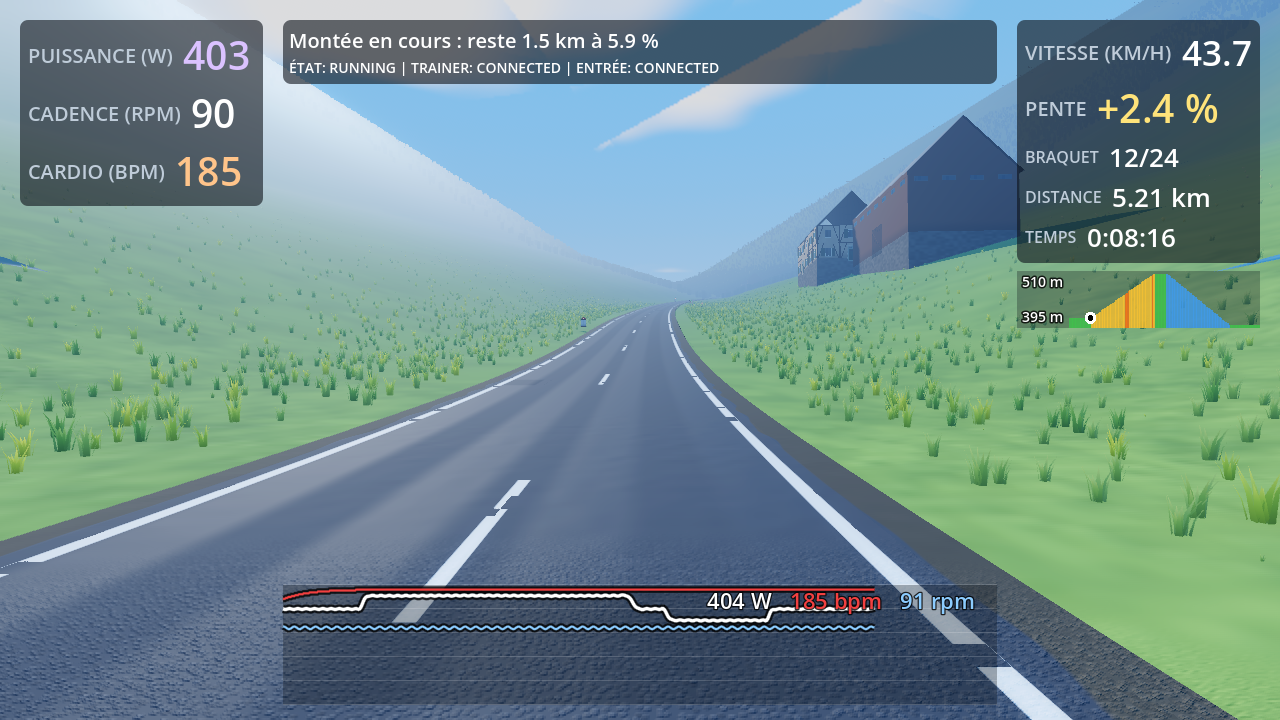 PUISSANCE (W) 403
CADENCE (RPM) 90
CARDIO (BPM) 185
Montée en cours : reste 1.5 km à 5.9 %
ÉTAT: RUNNING | TRAINER: CONNECTED | ENTRÉE: CONNECTED
VITESSE (KM/H) 43.7
PENTE +2.4 %
BRAQUET 12/24
DISTANCE 5.21 km
TEMPS 0:08:16
510 m
395 m
404 W 185 bpm 91 rpm